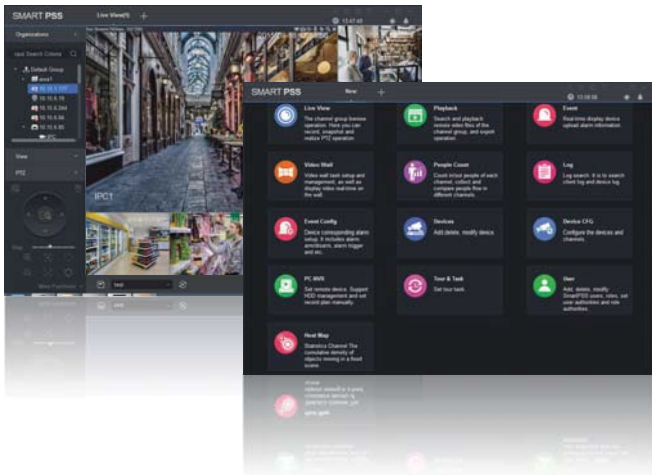 SMART PSS
Live View(1)
13:47:40
Organizations
Search Criteria
Default Group
area1
View
PTZ
IPC1
test
SMART PSS
New
Live View
The channel group preview
operation. Here you can
record, snapshot and
realize PTZ operation
Playback
Search and playback
remote video files of the
channel group, and export
operation.
Event
Real-time display device
upload alarm information.
Video Wall
Video wall task setup and
management, as well as
display video real-time on
the wall.
People Count
Count in/out people of each
channel, collect and
compare people flow in
different channels.
Log
Log search. It is to search
client log and device log.
Event Config
Device corresponding alarm
setup. It includes alarm
arm/disarm, alarm trigger
and etc.
Devices
Add,delete, modify device.
Device CFG
Configure the devices and
channels.
PC-NVR
Set remote device. Support
HDD management and set
record plan manually.
Tour & Task
Set tour task.
User
Add, delete, modify
SmartPSS users, roles, set
user authorities and role
authorities.
Heat Map
Statistics Channel The
cumulative density of
objects moving in a fixed
scene